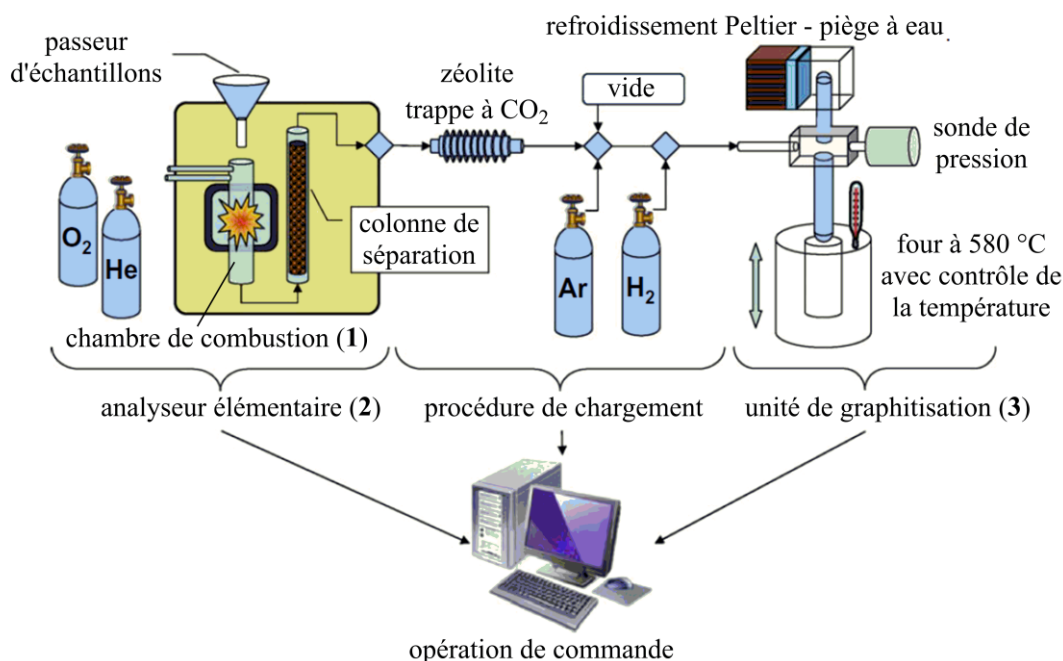 refroidissement Peltier - piège à eau
passeur
d'échantillons
zéolite
trappe à CO₂
vide
sonde de
pression
O₂
He
colonne de
séparation
Ar
H₂
four à 580 °C
avec contrôle de
la température
chambre de combustion (1)
analyseur élémentaire (2)
procédure de chargement
unité de graphitisation (3)
opération de commande